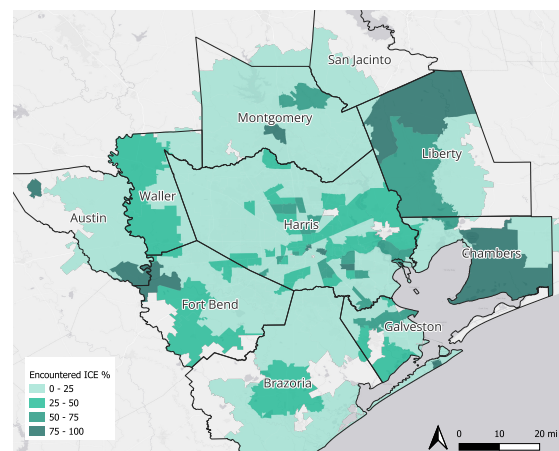 San Jacinto
Montgomery
Liberty
Waller
Austin
Harris
Chambers
Fort Bend
Galveston
Brazoria
Encountered ICE %
0 - 25
25 - 50
50 - 75
75 - 100
0 10 20 mi